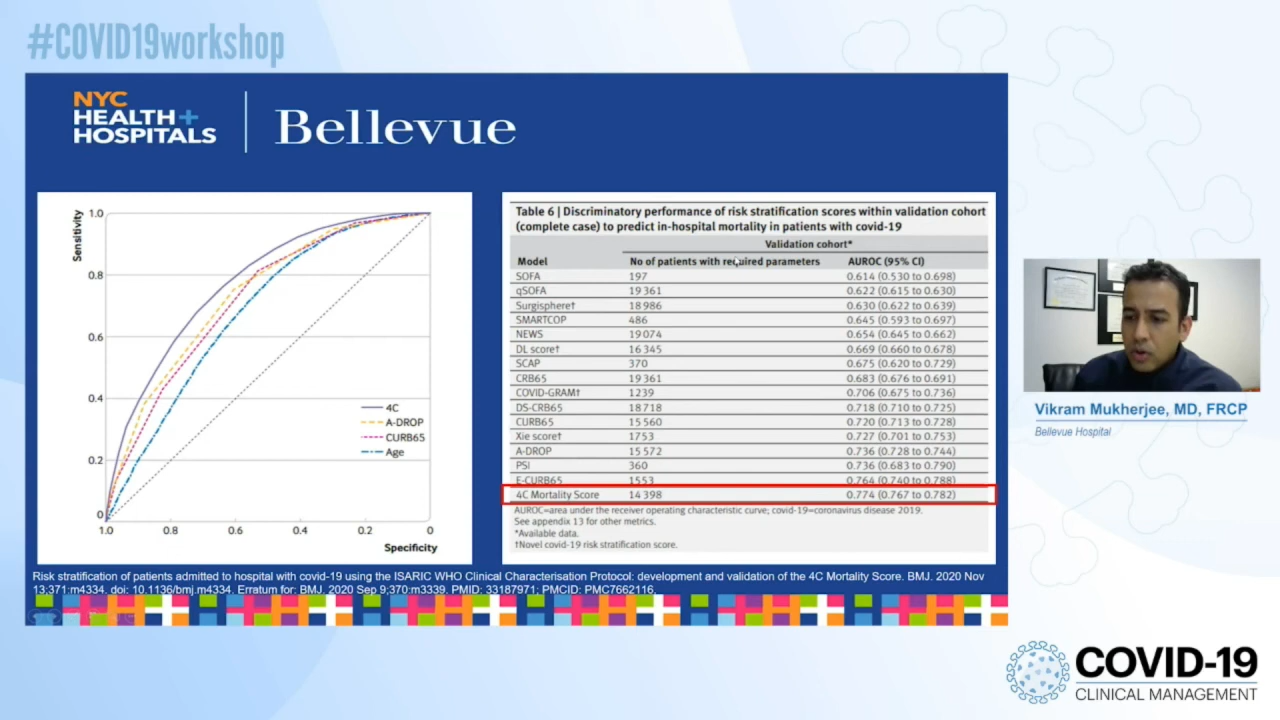 #COVID19workshop
NYC
HEALTH+
HOSPITALS
Bellevue
Sensitivity
1.0
0.8
0.6
0.4
0.2
0
1.0
0.8
0.6
0.4
0.2
0
Specificity
4C
A-DROP
CURB65
Age
Table 6 | Discriminatory performance of risk stratification scores within validation cohort
(complete case) to predict in-hospital mortality in patients with covid-19
Validation cohort*
Model No of patients with required parameters AUROC (95% CI)
SOFA 197 0.614 (0.530 to 0.698)
qSOFA 19 361 0.622 (0.615 to 0.630)
Surgisphere† 18 986 0.630 (0.622 to 0.639)
SMARTCOP 486 0.645 (0.593 to 0.697)
NEWS 19 074 0.654 (0.645 to 0.662)
DL score† 16 345 0.669 (0.660 to 0.678)
SCAP 370 0.675 (0.620 to 0.729)
CRB65 19 361 0.683 (0.676 to 0.691)
COVID-GRAM† 1239 0.706 (0.675 to 0.736)
DS-CRB65 18 718 0.718 (0.710 to 0.725)
CURB65 15 560 0.720 (0.713 to 0.728)
Xie score† 1753 0.727 (0.701 to 0.753)
A-DROP 15 572 0.736 (0.728 to 0.744)
PSI 360 0.736 (0.683 to 0.790)
E-CURB65 1553 0.764 (0.740 to 0.788)
4C Mortality Score 14 398 0.774 (0.767 to 0.782)
AUROC=area under the receiver operating characteristic curve; covid-19=coronavirus disease 2019.
See appendix 13 for other metrics.
*Available data.
†Novel covid-19 risk stratification score.
Risk stratification of patients admitted to hospital with covid-19 using the ISARIC WHO Clinical Characterisation Protocol: development and validation of the 4C Mortality Score. BMJ. 2020 Nov
13;371:m4334. doi: 10.1136/bmj.m4334. Erratum for: BMJ. 2020 Sep 9;370:m3339. PMID: 33187971; PMCID: PMC7662116.
Vikram Mukherjee, MD, FRCP
Bellevue Hospital
COVID-19
CLINICAL MANAGEMENT